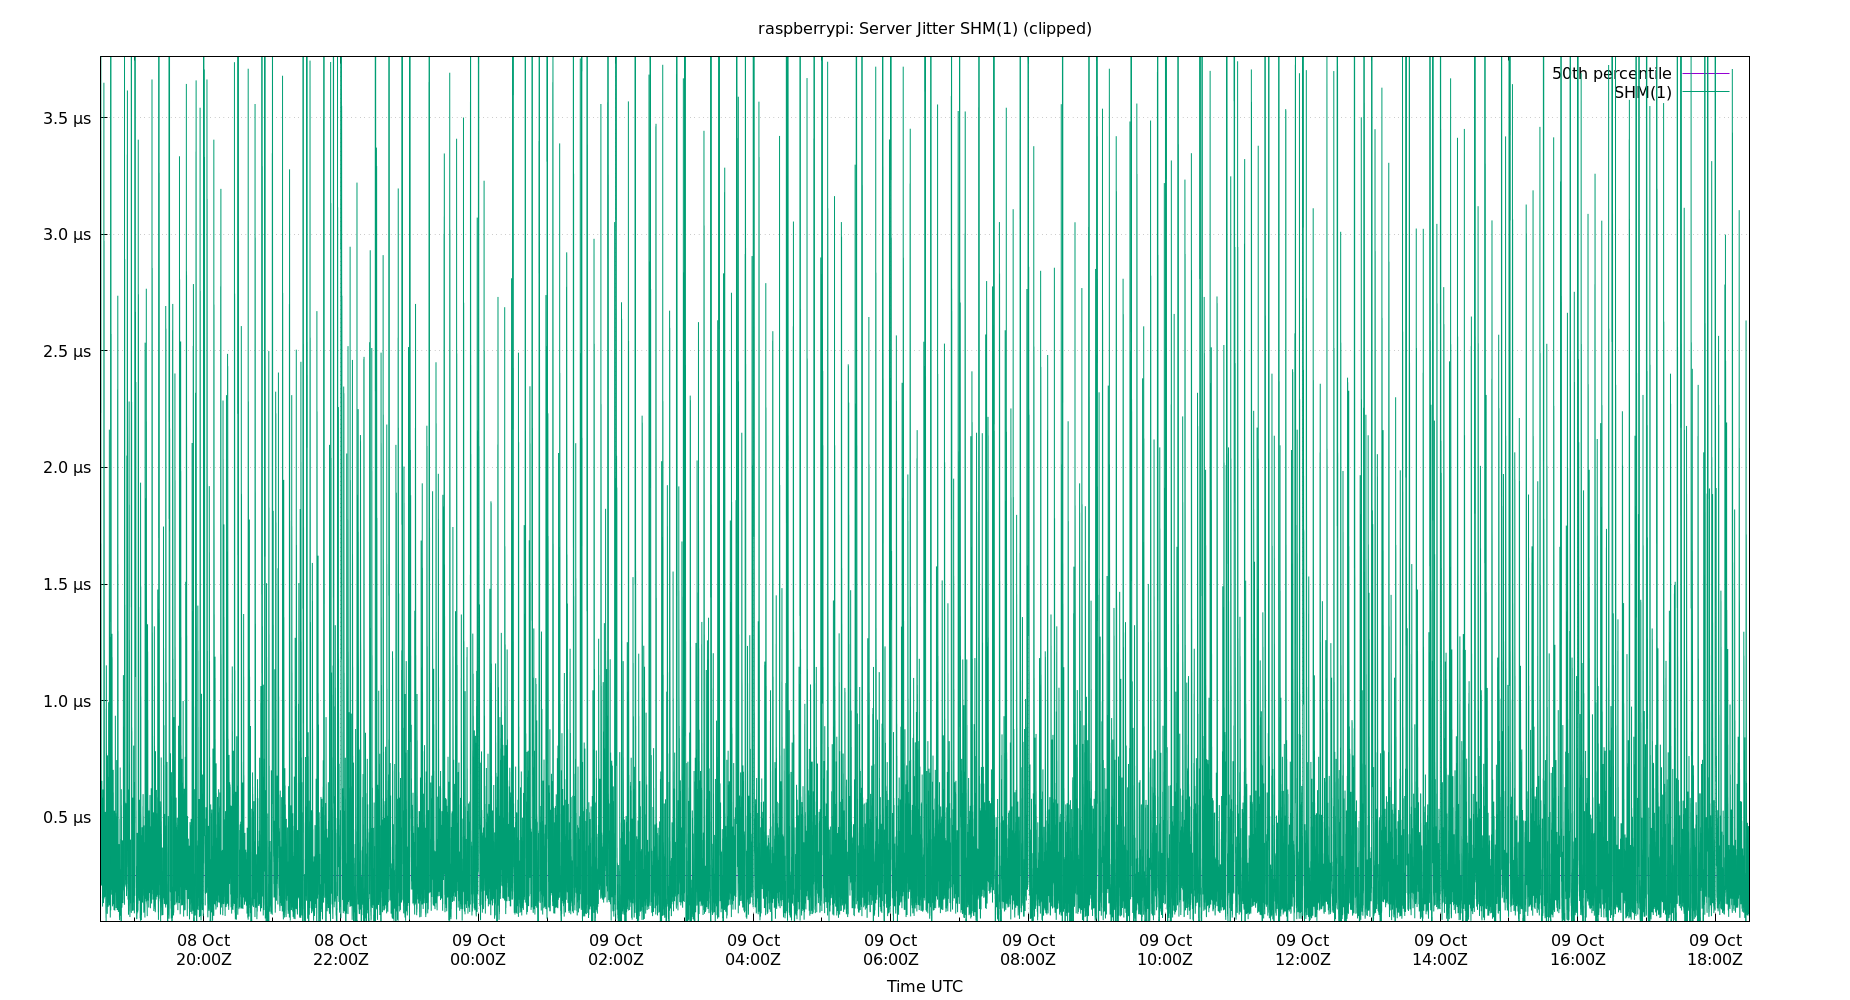 raspberrypi: Server Jitter SHM(1) (clipped)
50th percentile
SHM(1)
3.5 µs
3.0 µs
2.5 µs
2.0 µs
1.5 µs
1.0 µs
0.5 µs
08 Oct 08 Oct 09 Oct 09 Oct 09 Oct 09 Oct 09 Oct 09 Oct 09 Oct 09 Oct 09 Oct 09 Oct
20:00Z 22:00Z 00:00Z 02:00Z 04:00Z 06:00Z 08:00Z 10:00Z 12:00Z 14:00Z 16:00Z 18:00Z
Time UTC